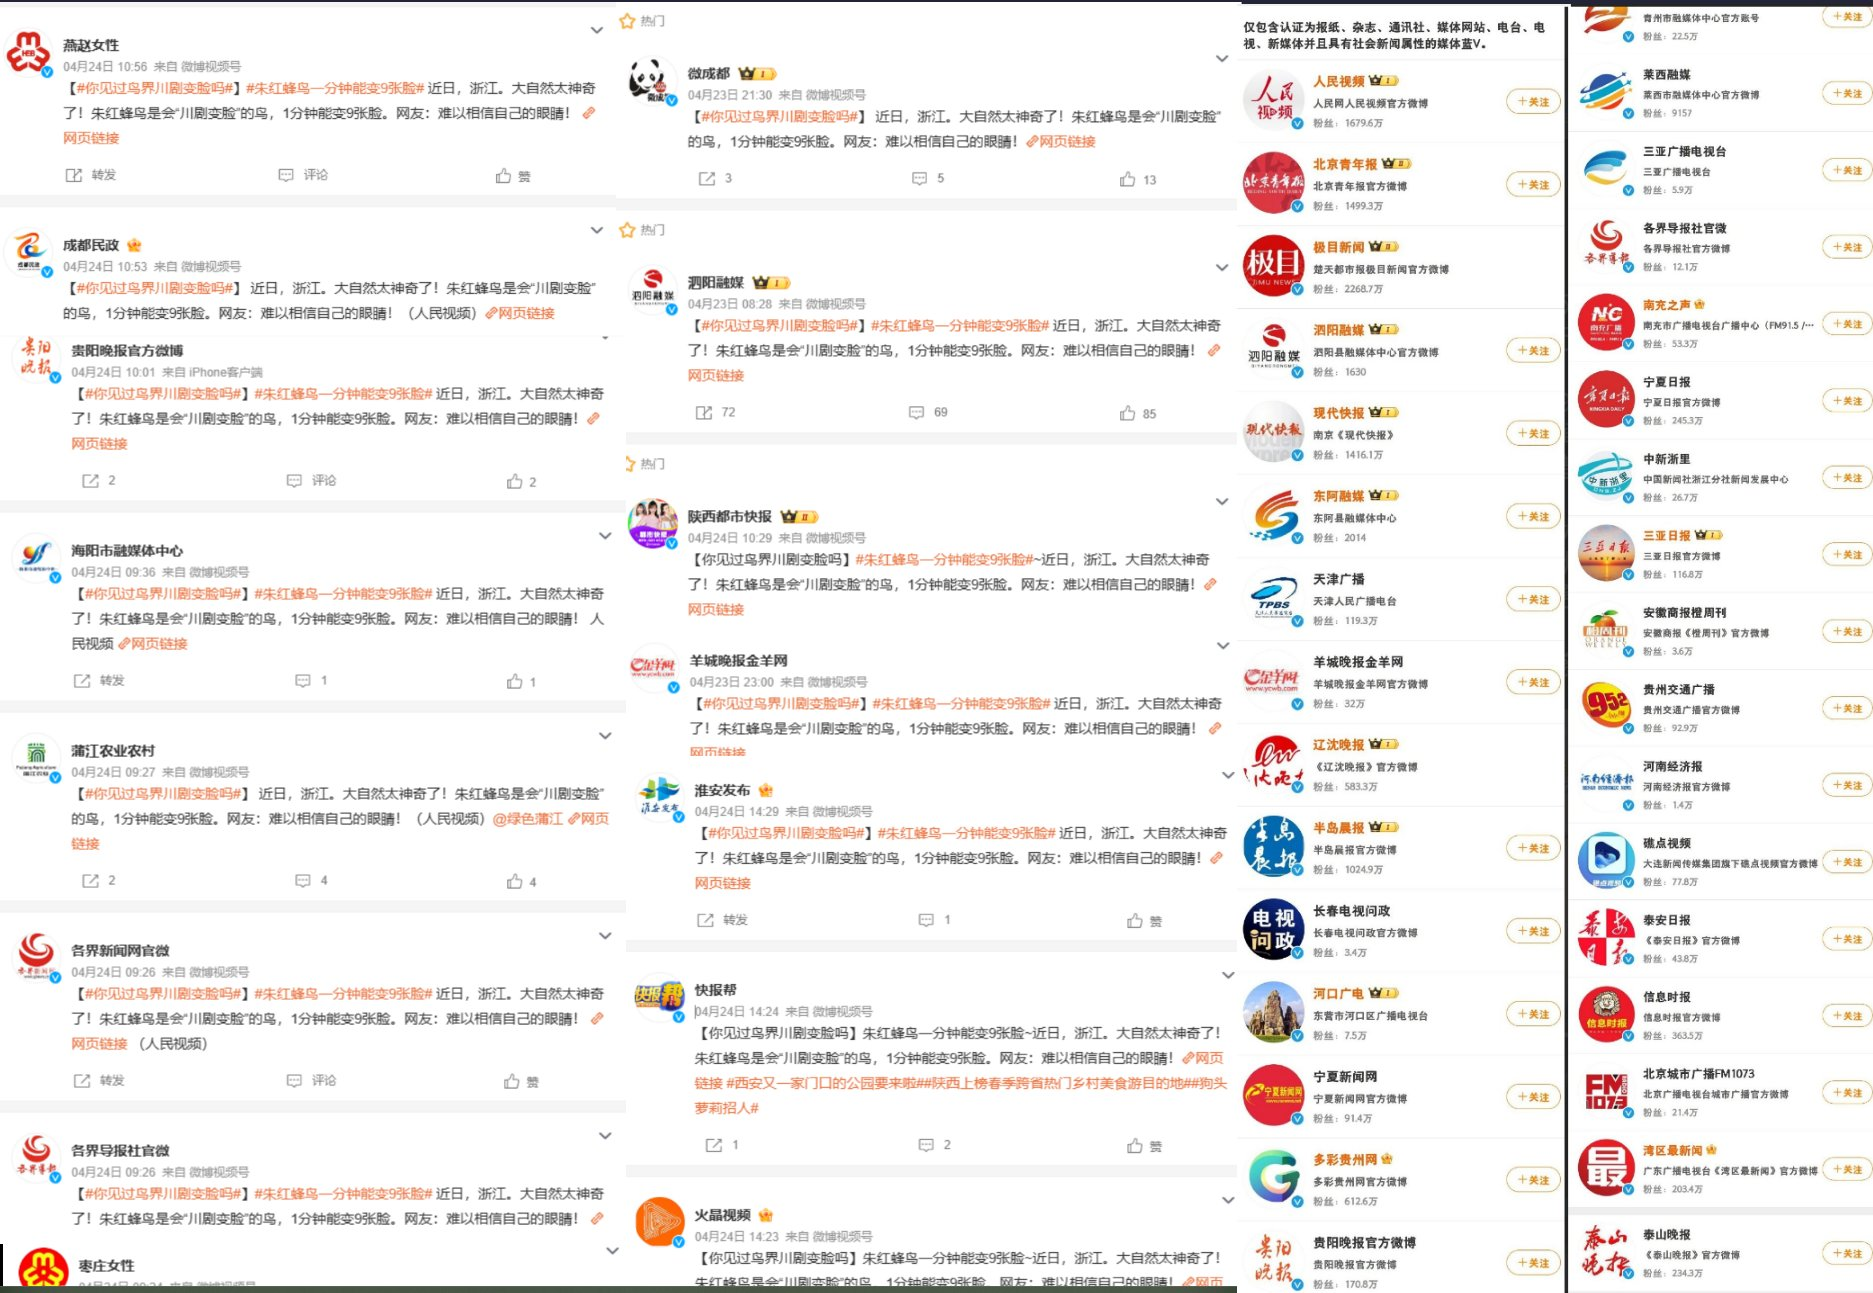 燕赵女性
04月24日 10:56 来自 微博视频号
【#你见过鸟界川剧变脸吗#】#朱红蜂鸟一分钟能变9张脸# 近日，浙江。大自然太神奇
了！朱红蜂鸟是会“川剧变脸”的鸟，1分钟能变9张脸。网友：难以相信自己的眼睛！
网页链接
转发 评论 赞
成都民政
04月24日 10:53 来自 微博视频号
【#你见过鸟界川剧变脸吗#】 近日，浙江。大自然太神奇了！朱红蜂鸟是会“川剧变脸”
的鸟，1分钟能变9张脸。网友：难以相信自己的眼睛！（人民视频）网页链接
贵阳晚报官方微博
04月24日 10:01 来自 iPhone客户端
【#你见过鸟界川剧变脸吗#】#朱红蜂鸟一分钟能变9张脸# 近日，浙江。大自然太神奇
了！朱红蜂鸟是会“川剧变脸”的鸟，1分钟能变9张脸。网友：难以相信自己的眼睛！
网页链接
2 评论 2
海阳市融媒体中心
04月24日 09:36 来自 微博视频号
【#你见过鸟界川剧变脸吗#】#朱红蜂鸟一分钟能变9张脸# 近日，浙江。大自然太神奇
了！朱红蜂鸟是会“川剧变脸”的鸟，1分钟能变9张脸。网友：难以相信自己的眼睛！ 人
民视频 网页链接
转发 1 1
蒲江农业农村
04月24日 09:27 来自 微博视频号
【#你见过鸟界川剧变脸吗#】 近日，浙江。大自然太神奇了！朱红蜂鸟是会“川剧变脸”
的鸟，1分钟能变9张脸。网友：难以相信自己的眼睛！（人民视频）@绿色蒲江 网页
链接
2 4 4
各界新闻网官微
04月24日 09:26 来自 微博视频号
【#你见过鸟界川剧变脸吗#】#朱红蜂鸟一分钟能变9张脸# 近日，浙江。大自然太神奇
了！朱红蜂鸟是会“川剧变脸”的鸟，1分钟能变9张脸。网友：难以相信自己的眼睛！
网页链接 （人民视频）
转发 评论 赞
各界导报社官微
04月24日 09:26 来自 微博视频号
【#你见过鸟界川剧变脸吗#】#朱红蜂鸟一分钟能变9张脸# 近日，浙江。大自然太神奇
了！朱红蜂鸟是会“川剧变脸”的鸟，1分钟能变9张脸。网友：难以相信自己的眼睛！
枣庄女性
热门
微成都
04月23日 21:30 来自 微博视频号
【#你见过鸟界川剧变脸吗#】 近日，浙江。大自然太神奇了！朱红蜂鸟是会“川剧变脸”
的鸟，1分钟能变9张脸。网友：难以相信自己的眼睛！网页链接
3 5 13
热门
泗阳融媒
04月23日 08:28 来自 微博视频号
【#你见过鸟界川剧变脸吗#】#朱红蜂鸟一分钟能变9张脸# 近日，浙江。大自然太神奇
了！朱红蜂鸟是会“川剧变脸”的鸟，1分钟能变9张脸。网友：难以相信自己的眼睛！
网页链接
72 69 85
热门
陕西都市快报
04月24日 10:29 来自 微博视频号
【你见过鸟界川剧变脸吗】#朱红蜂鸟一分钟能变9张脸#~近日，浙江。大自然太神奇
了！朱红蜂鸟是会“川剧变脸”的鸟，1分钟能变9张脸。网友：难以相信自己的眼睛！
网页链接
羊城晚报金羊网
04月23日 23:00 来自 微博视频号
【#你见过鸟界川剧变脸吗#】#朱红蜂鸟一分钟能变9张脸# 近日，浙江。大自然太神奇
了！朱红蜂鸟是会“川剧变脸”的鸟，1分钟能变9张脸。网友：难以相信自己的眼睛！
网页链接
淮安发布
04月24日 14:29 来自 微博视频号
【#你见过鸟界川剧变脸吗#】#朱红蜂鸟一分钟能变9张脸# 近日，浙江。大自然太神奇
了！朱红蜂鸟是会“川剧变脸”的鸟，1分钟能变9张脸。网友：难以相信自己的眼睛！
网页链接
转发 1 赞
快报帮
04月24日 14:24 来自 微博视频号
【你见过鸟界川剧变脸吗】朱红蜂鸟一分钟能变9张脸~近日，浙江。大自然太神奇了！
朱红蜂鸟是会“川剧变脸”的鸟，1分钟能变9张脸。网友：难以相信自己的眼睛！网页
链接 #西安又一家门口的公园要来啦##陕西上榜春季跨省热门乡村美食游目的地##狗头
萝莉招人#
1 2 赞
火晶视频
04月24日 14:23 来自 微博视频号
【你见过鸟界川剧变脸吗】朱红蜂鸟一分钟能变9张脸~近日，浙江。大自然太神奇了！
朱红蜂鸟是会“川剧变脸”的鸟，1分钟能变9张脸。网友：难以相信自己的眼睛！网页
仅包含认证为报纸、杂志、通讯社、媒体网站、电台、电
视、新媒体并且具有社会新闻属性的媒体蓝V。
人民视频
人民网人民视频官方微博
粉丝：1679.6万
+关注
北京青年报
北京青年报官方微博
粉丝：1499.3万
+关注
极目新闻
楚天都市报极目新闻官方微博
粉丝：2268.7万
泗阳融媒
泗阳县融媒体中心官方微博
粉丝：1630
+关注
现代快报
南京《现代快报》
粉丝：1416.1万
+关注
东阿融媒
东阿县融媒体中心
粉丝：2014
+关注
天津广播
天津人民广播电台
粉丝：119.3万
+关注
羊城晚报金羊网
羊城晚报金羊网官方微博
粉丝：32万
+关注
辽沈晚报
《辽沈晚报》官方微博
粉丝：583.3万
+关注
半岛晨报
半岛晨报官方微博
粉丝：1024.9万
+关注
长春电视问政
长春电视问政官方微博
粉丝：3.4万
+关注
河口广电
东营市河口区广播电视台
粉丝：7.5万
+关注
宁夏新闻网
宁夏新闻网官方微博
粉丝：91.4万
+关注
多彩贵州网
多彩贵州网官方微博
粉丝：612.6万
+关注
贵阳晚报官方微博
贵阳晚报官方微博
粉丝：170.8万
+关注
青州市融媒体中心官方账号
粉丝：22.5万
+关注
莱西融媒
莱西市融媒体中心官方微博
粉丝：9157
+关注
三亚广播电视台
三亚广播电视台
粉丝：5.9万
+关注
各界导报社官微
各界导报社官方微博
粉丝：12.1万
+关注
南充之声
南充市广播电视台广播中心（FM91.5 /···
粉丝：53.3万
+关注
宁夏日报
宁夏日报官方微博
粉丝：245.3万
+关注
中新浙里
中国新闻社浙江分社新闻发展中心
粉丝：26.7万
+关注
三亚日报
三亚日报官方微博
粉丝：116.8万
+关注
安徽商报橙周刊
安徽商报《橙周刊》官方微博
粉丝：3.6万
+关注
贵州交通广播
贵州交通广播官方微博
粉丝：92.9万
+关注
河南经济报
河南经济报官方微博
粉丝：1.4万
+关注
礁点视频
大连新闻传媒集团旗下礁点视频官方微博
粉丝：77.8万
+关注
泰安日报
《泰安日报》官方微博
粉丝：43.8万
+关注
信息时报
信息时报官方微博
粉丝：363.5万
+关注
北京城市广播FM1073
北京广播电视台城市广播官方微博
粉丝：21.4万
+关注
湾区最新闻
广东广播电视台《湾区最新闻》官方微博
粉丝：203.4万
+关注
泰山晚报
《泰山晚报》官方微博
粉丝：234.3万
+关注